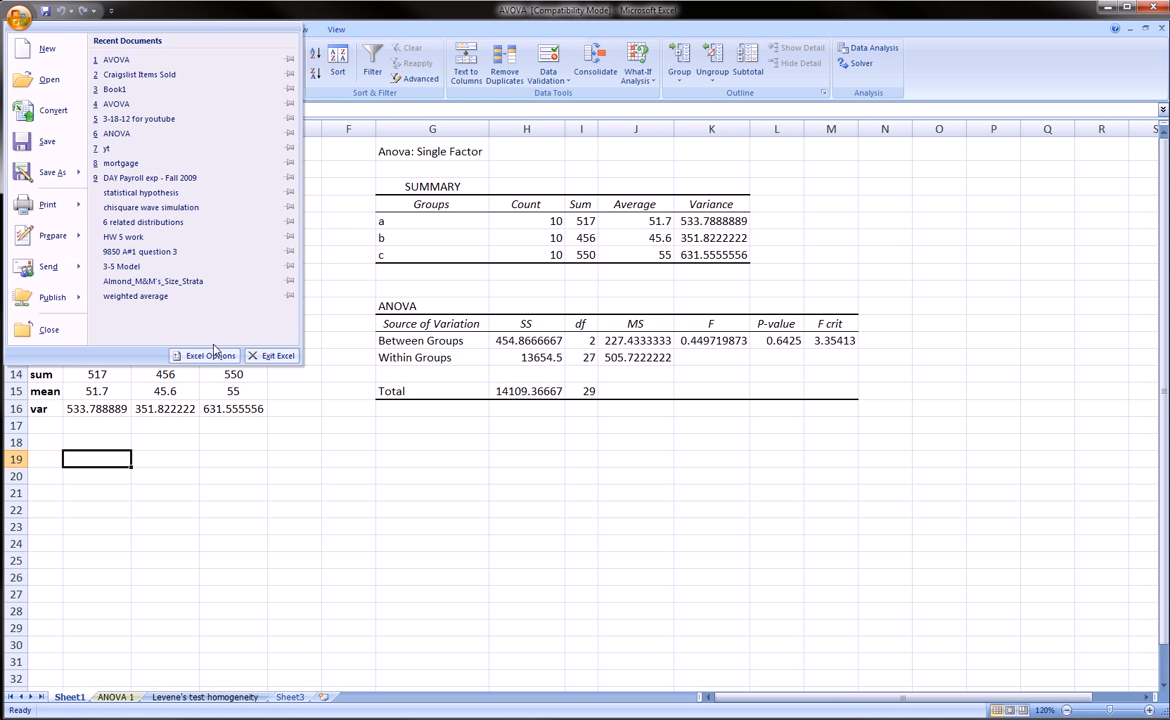 AVOVA  [Compatibility Mode] - Microsoft Excel
View
New
Open
Convert
Save
Save As
Print
Prepare
Send
Publish
Close
Recent Documents
1 AVOVA
2 Craigslist Items Sold
3 Book1
4 AVOVA
5 3-18-12 for youtube
6 ANOVA
7 yt
8 mortgage
9 DAY Payroll exp - Fall 2009
statistical hypothesis
chisquare wave simulation
6 related distributions
HW 5 work
9850 A#1 question 3
3-5 Model
Almond_M&M's_Size_Strata
weighted average
Excel Options
Exit Excel
Sort
Filter
Clear
Reapply
Advanced
Sort & Filter
Text to Columns
Remove Duplicates
Data Validation
Consolidate
What-If Analysis
Data Tools
Group
Ungroup
Subtotal
Show Detail
Hide Detail
Outline
Data Analysis
Solver
Analysis
F G H I J K L M N O P Q R S
Anova: Single Factor
SUMMARY
Groups Count Sum Average Variance
a 10 517 51.7 533.7888889
b 10 456 45.6 351.8222222
c 10 550 55 631.5555556
ANOVA
Source of Variation SS df MS F P-value F crit
Between Groups 454.8666667 2 227.4333333 0.449719873 0.6425 3.35413
Within Groups 13654.5 27 505.7222222
Total 14109.36667 29
14 sum 517 456 550
15 mean 51.7 45.6 55
16 var 533.788889 351.822222 631.555556
17
18
19
20
21
22
23
24
25
26
27
28
29
30
31
32
Sheet1 ANOVA 1 Levene's test homogeneity Sheet3
Ready
120%